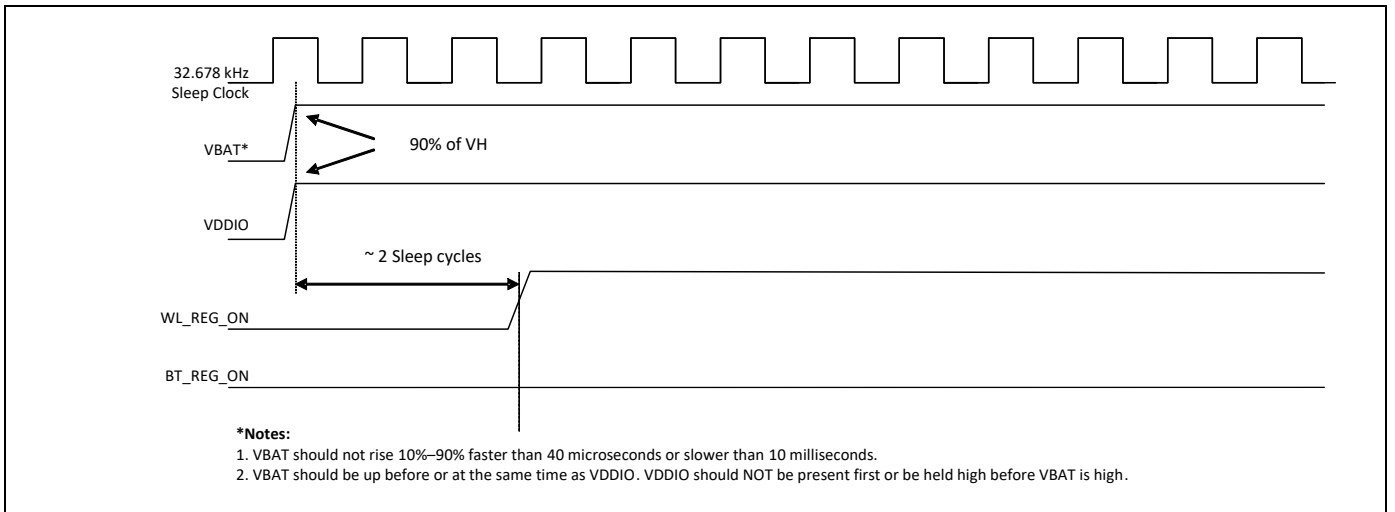 32.678 kHz
Sleep Clock
VBAT*
90% of VH
VDDIO
~ 2 Sleep cycles
WL_REG_ON
BT_REG_ON
*Notes:
1. VBAT should not rise 10%–90% faster than 40 microseconds or slower than 10 milliseconds.
2. VBAT should be up before or at the same time as VDDIO. VDDIO should NOT be present first or be held high before VBAT is high.